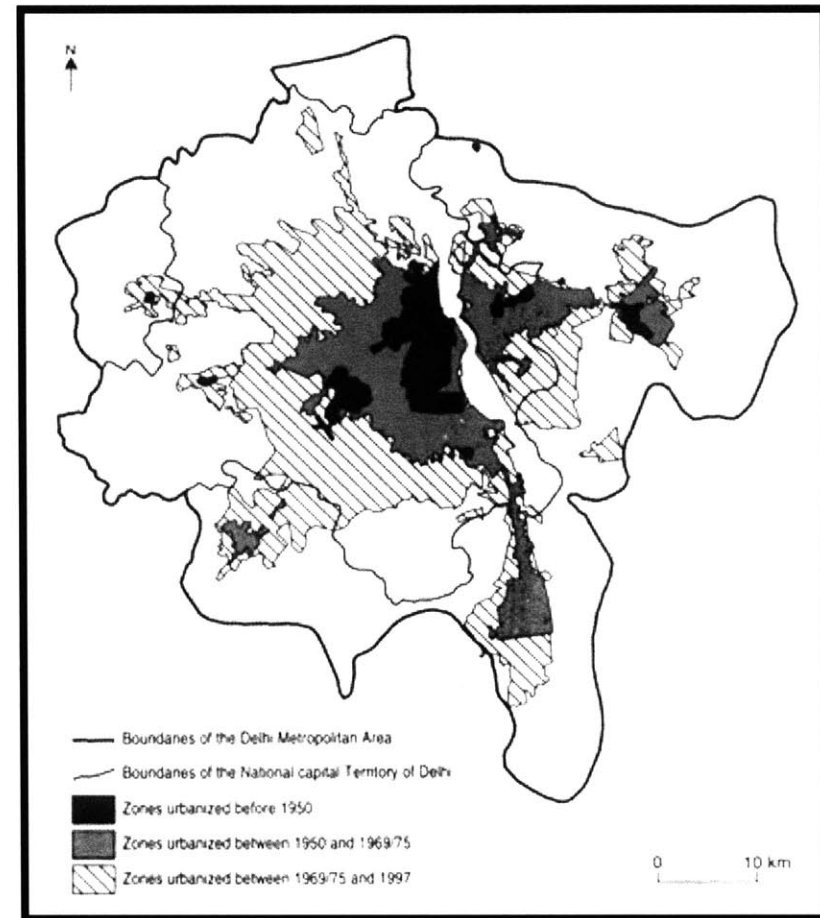 N
Boundaries of the Delhi Metropolitan Area
Boundaries of the National capital Territory of Delhi
Zones urbanized before 1950
Zones urbanized between 1950 and 1969/75
Zones urbanized between 1969/75 and 1997
0 10 km